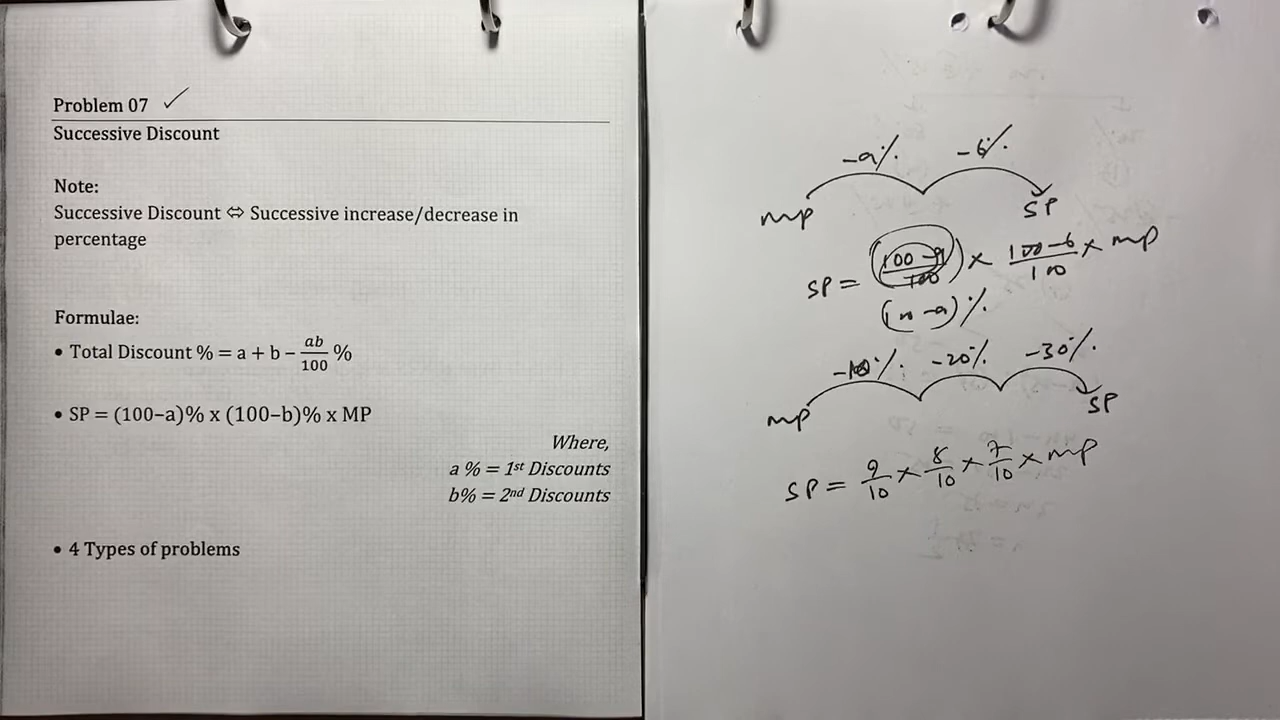 Problem 07 ✓
Successive Discount
Note:
Successive Discount ⇔ Successive increase/decrease in
percentage
Formulae:
• Total Discount % = a + b − ab/100 %
• SP = (100−a)% x (100−b)% x MP
Where,
a % = 1st Discounts
b% = 2nd Discounts
• 4 Types of problems
-a% -b%
mp SP
SP = (100-a/100) × 100-b/100 × mp
(100-a)%
-10% -20% -30%
mp SP
SP = 9/10 × 8/10 × 7/10 × mp